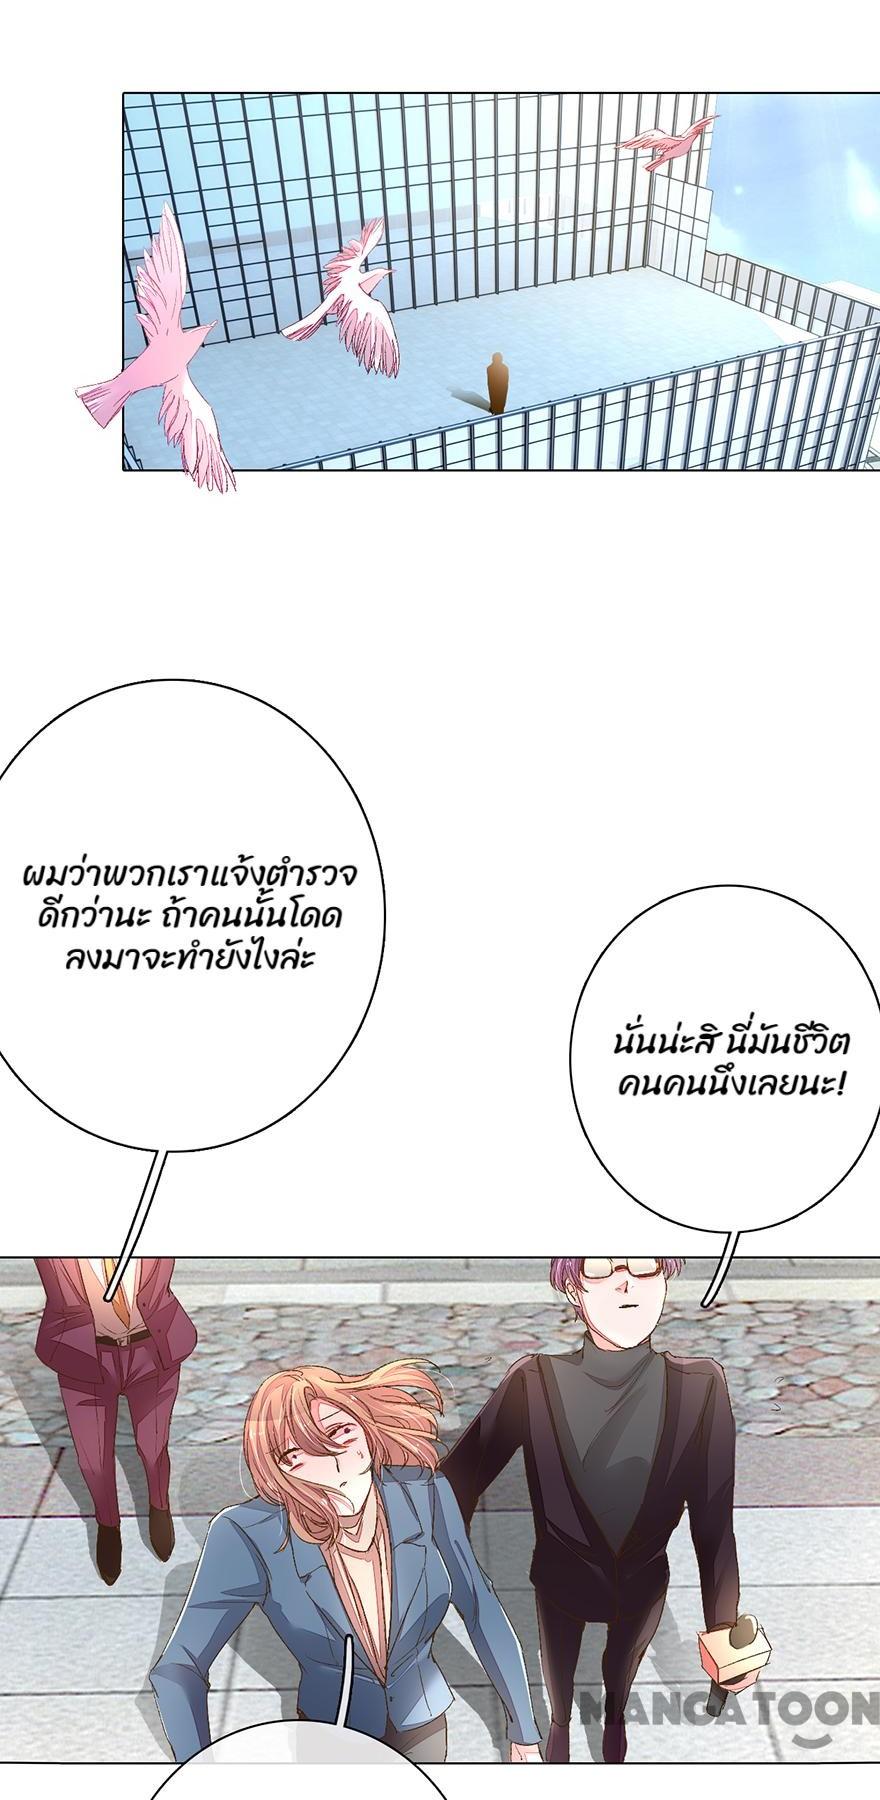 ผมว่าพวกเราแจ้งตำรวจ
ดีกว่านะ ถ้าคนนั้นโดด
ลงมาจะทำยังไงล่ะ
นั่นน่ะสิ นี่มันชีวิต
คนคนนึงเลยนะ!
MANGATOON